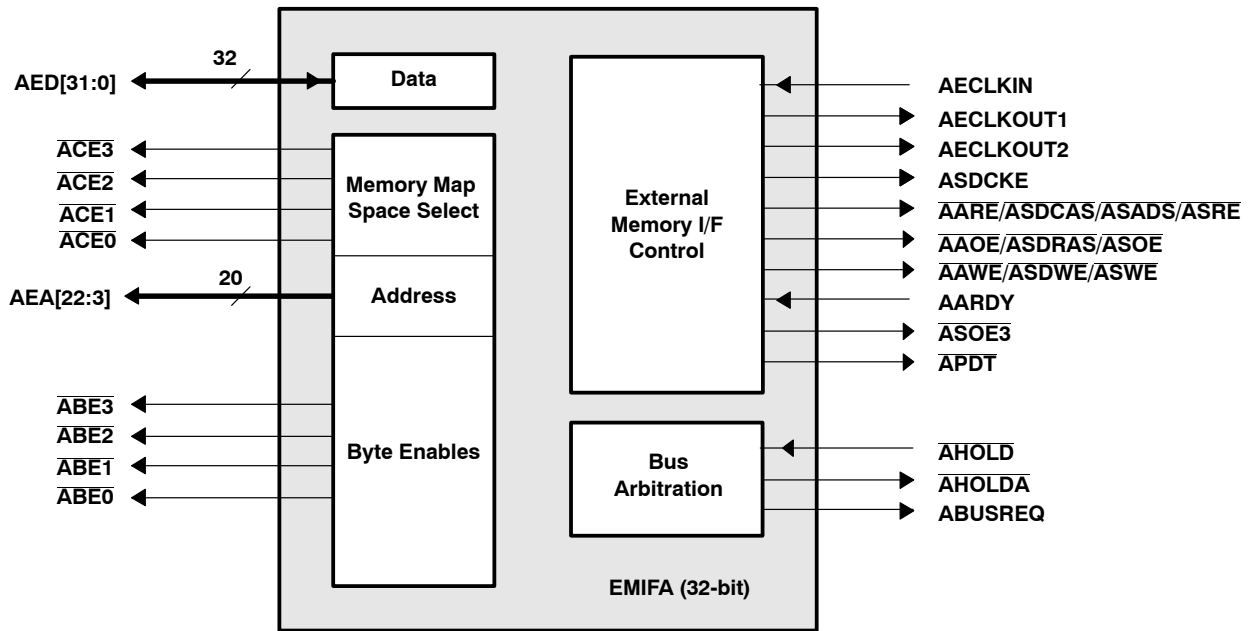 32
AED[31:0]
Data
ACE3
ACE2
ACE1
ACE0
Memory Map
Space Select
20
AEA[22:3]
Address
ABE3
ABE2
ABE1
ABE0
Byte Enables
External
Memory I/F
Control
AECLKIN
AECLKOUT1
AECLKOUT2
ASDCKE
AARE/ASDCAS/ASADS/ASRE
AAOE/ASDRAS/ASOE
AAWE/ASDWE/ASWE
AARDY
ASOE3
APDT
Bus
Arbitration
AHOLD
AHOLDA
ABUSREQ
EMIFA (32-bit)